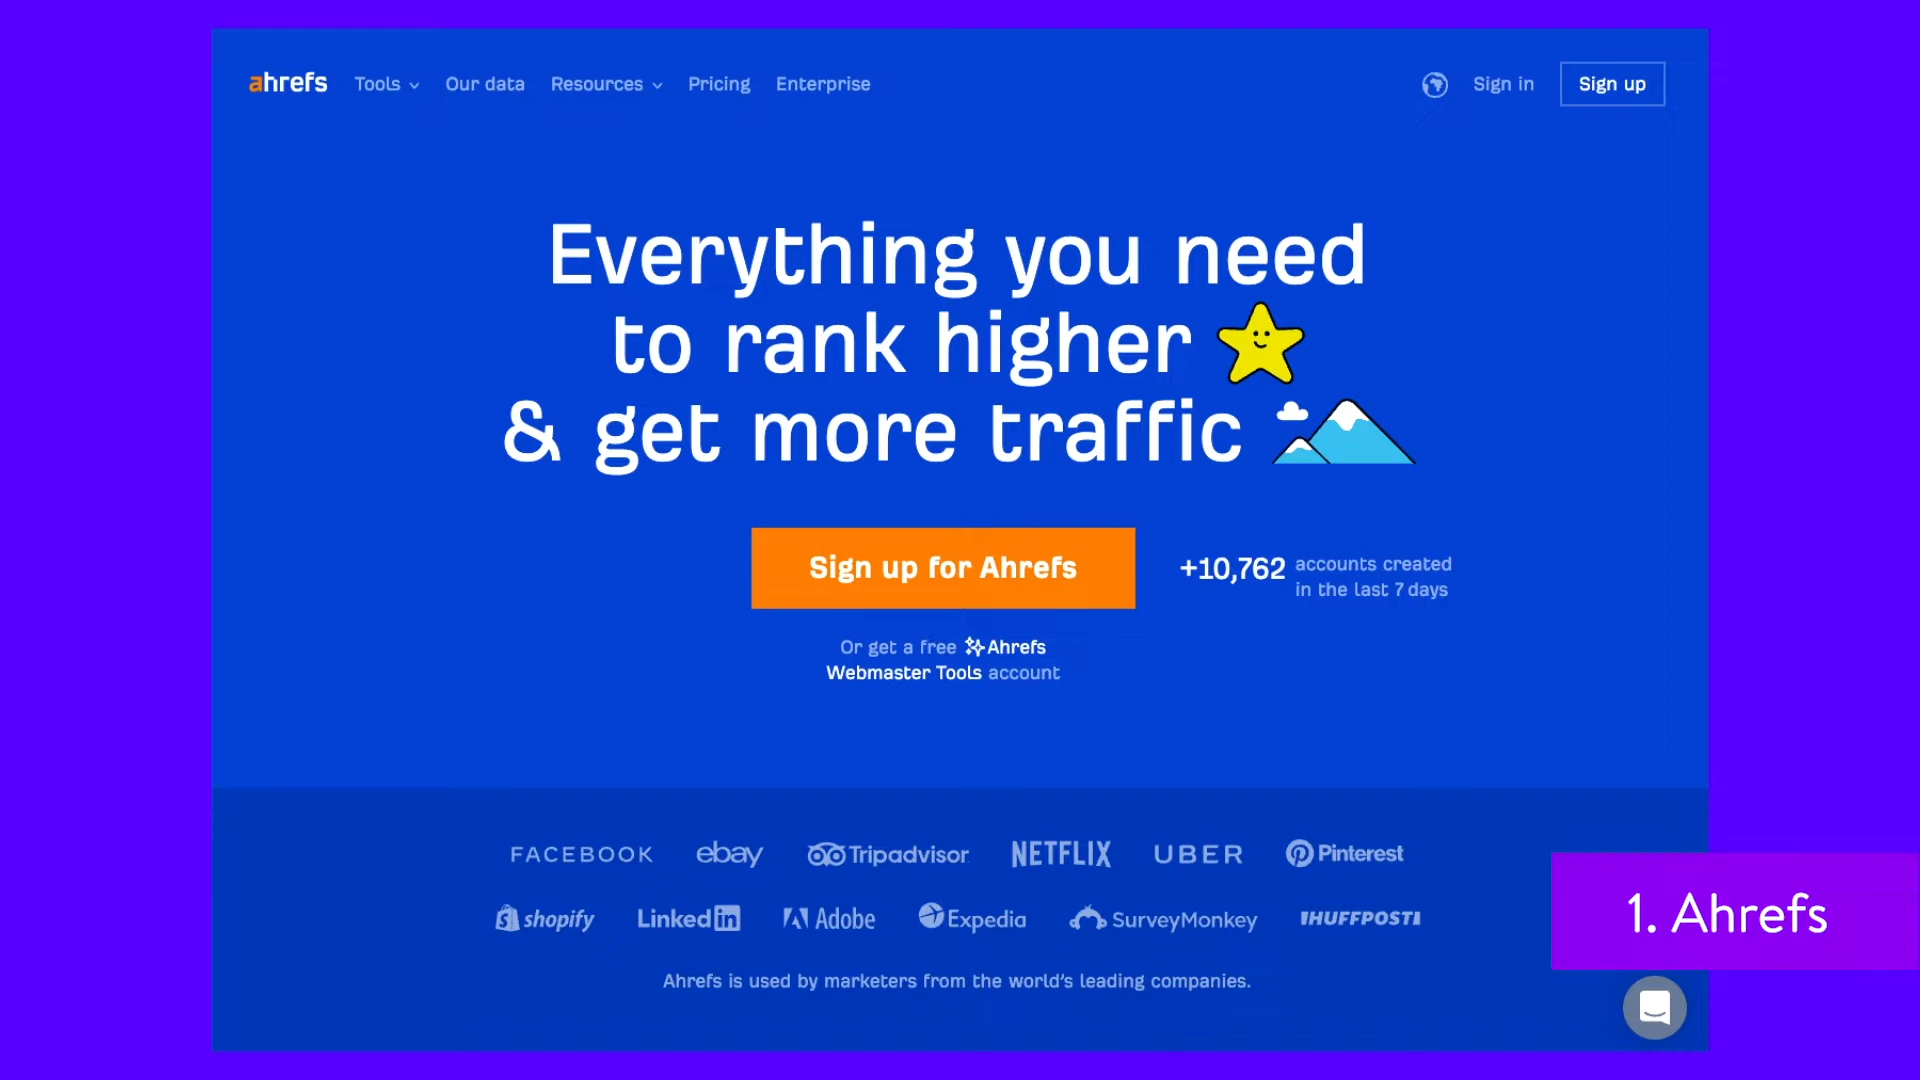 ahrefs Tools Our data Resources Pricing Enterprise Sign in Sign up
Everything you need
to rank higher
& get more traffic
Sign up for Ahrefs
+10,762 accounts created
in the last 7 days
Or get a free Ahrefs
Webmaster Tools account
FACEBOOK ebay Tripadvisor NETFLIX UBER Pinterest
shopify LinkedIn Adobe Expedia SurveyMonkey HUFFPOST
1. Ahrefs
Ahrefs is used by marketers from the world's leading companies.